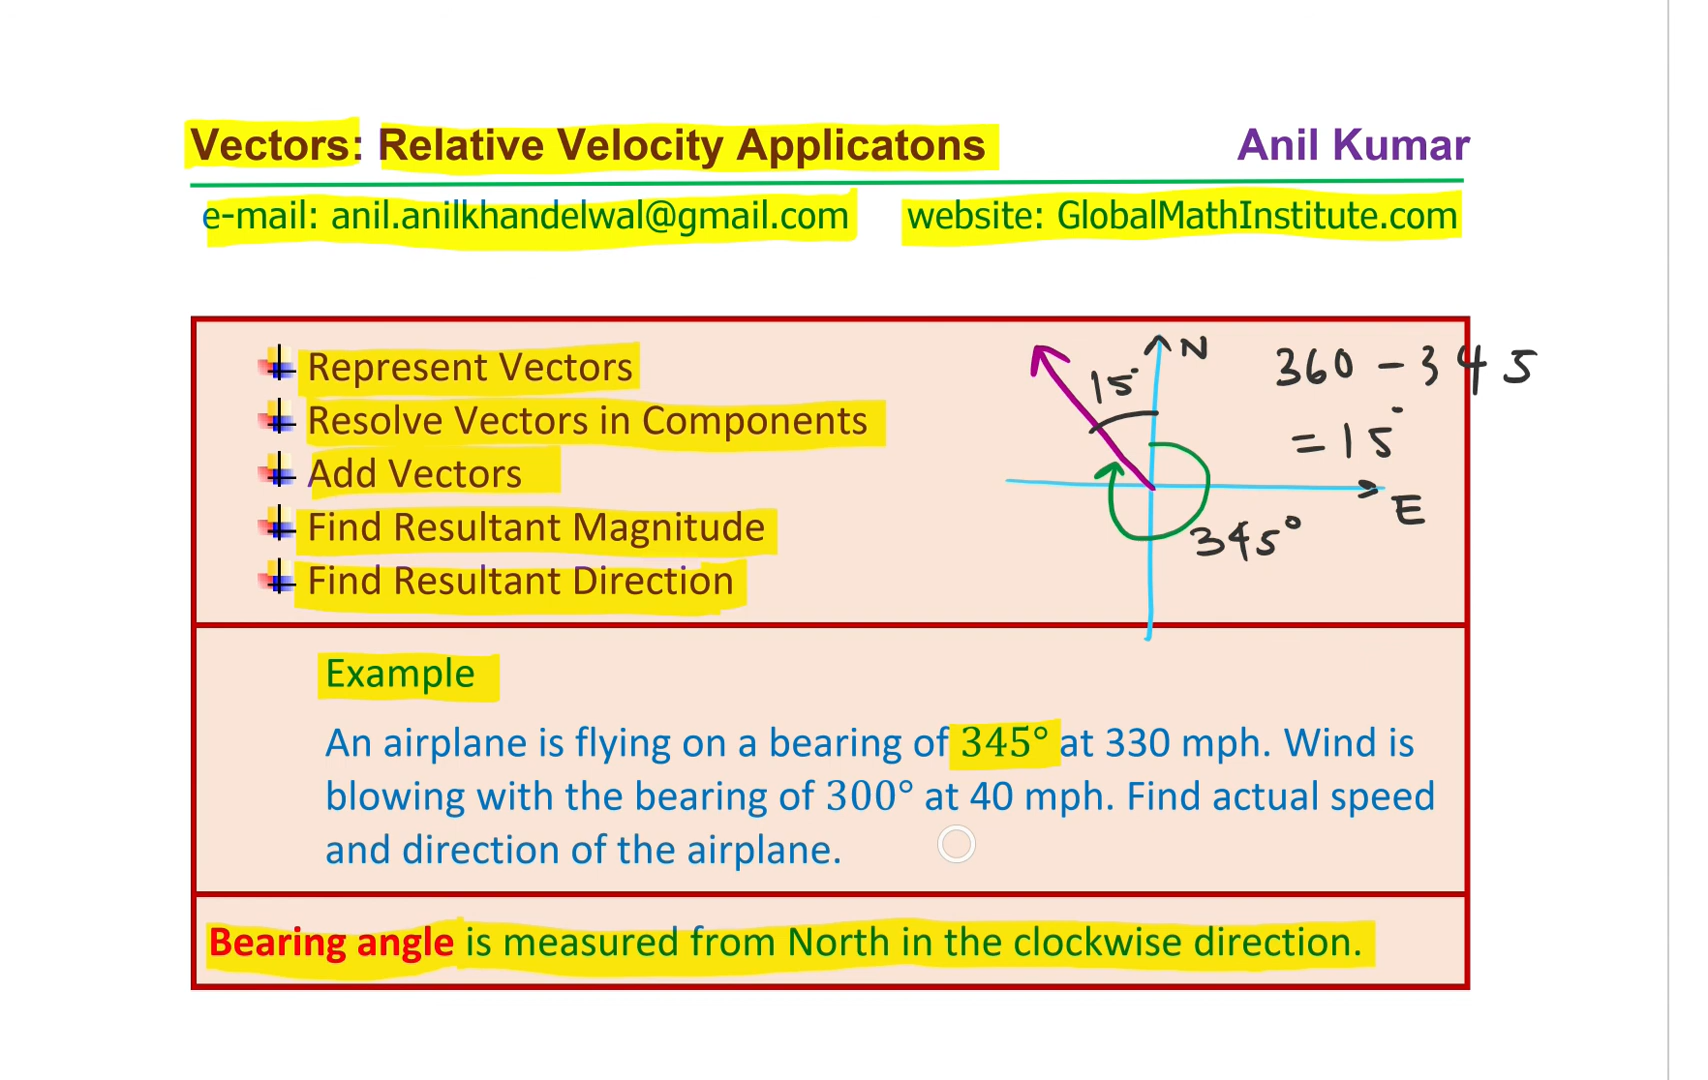 Vectors: Relative Velocity Applicatons Anil Kumar
e-mail: anil.anilkhandelwal@gmail.com website: GlobalMathInstitute.com
Represent Vectors
Resolve Vectors in Components
Add Vectors
Find Resultant Magnitude
Find Resultant Direction
N
15°
360 - 345
= 15°
E
345°
Example
An airplane is flying on a bearing of 345° at 330 mph. Wind is
blowing with the bearing of 300° at 40 mph. Find actual speed
and direction of the airplane.
Bearing angle is measured from North in the clockwise direction.